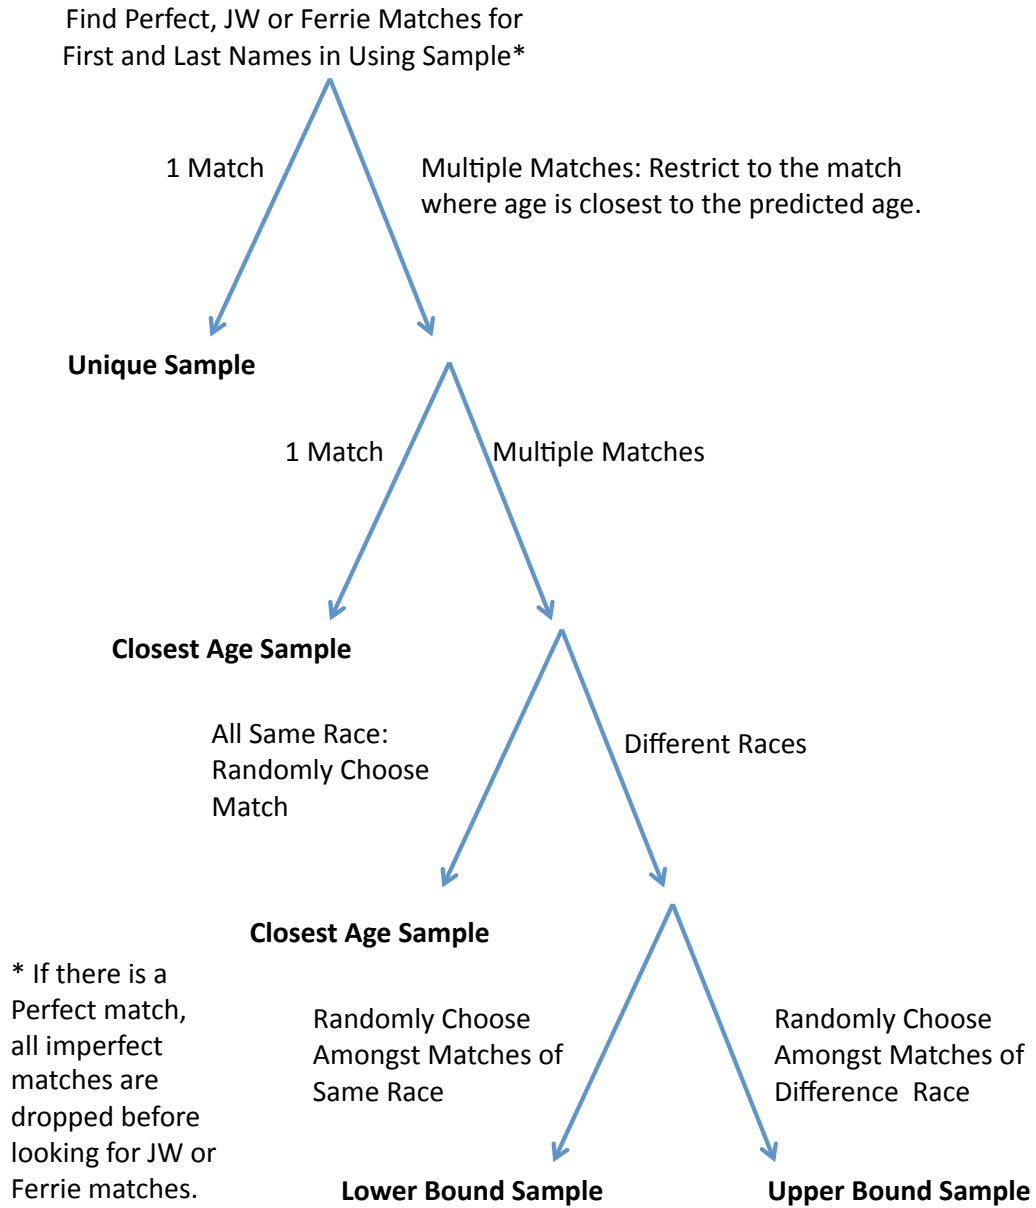 Find Perfect, JW or Ferrie Matches for
First and Last Names in Using Sample*
1 Match
Multiple Matches: Restrict to the match
where age is closest to the predicted age.
Unique Sample
1 Match
Multiple Matches
Closest Age Sample
All Same Race:
Randomly Choose
Match
Different Races
Closest Age Sample
* If there is a
Perfect match,
all imperfect
matches are
dropped before
looking for JW or
Ferrie matches.
Randomly Choose
Amongst Matches of
Same Race
Randomly Choose
Amongst Matches of
Difference Race
Lower Bound Sample
Upper Bound Sample